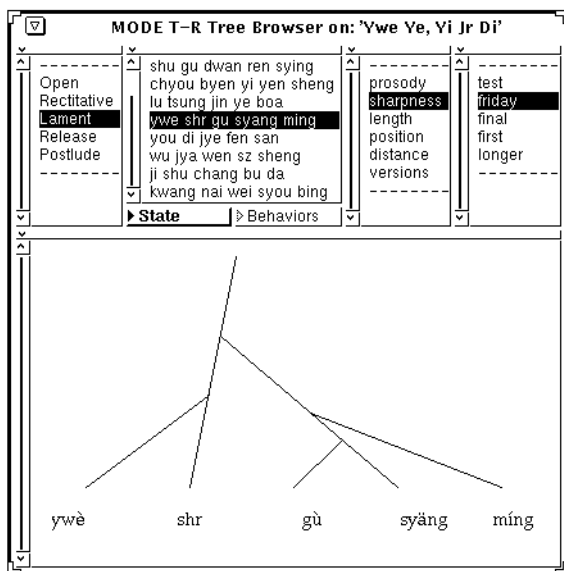 MODE T-R Tree Browser on: 'Ywe Ye, Yi Jr Di'
Open
Rectitative
Lament
Release
Postlude
shu gu dwan ren sying
chyou byen yi yen sheng
lu tsung jin ye boa
ywe shr gu syang ming
you di jye fen san
wu jya wen sz sheng
ji shu chang bu da
kwang nai wei syou bing
State
Behaviors
prosody
sharpness
length
position
distance
versions
test
friday
final
first
longer
ywè shr gù syäng míng